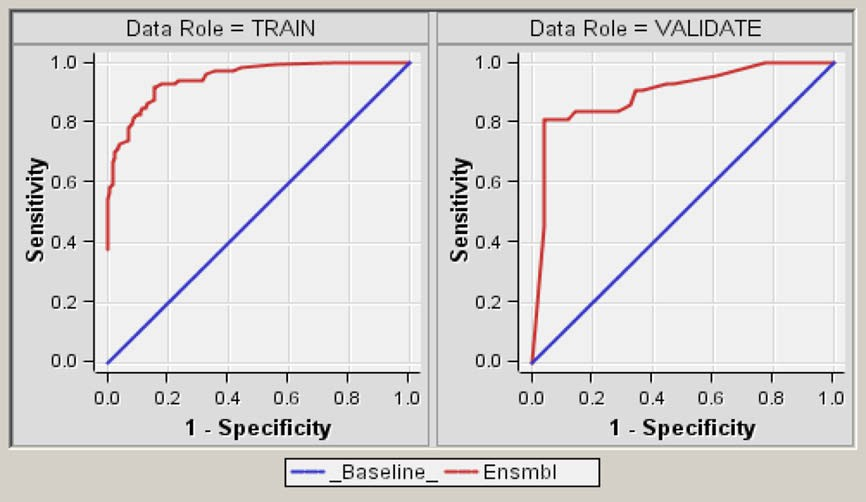 Data Role = TRAIN
Data Role = VALIDATE
Sensitivity
1.0
0.8
0.6
0.4
0.2
0.0
0.0 0.2 0.4 0.6 0.8 1.0
1 - Specificity
Sensitivity
1.0
0.8
0.6
0.4
0.2
0.0
0.0 0.2 0.4 0.6 0.8 1.0
1 - Specificity
_Baseline_ Ensmbl